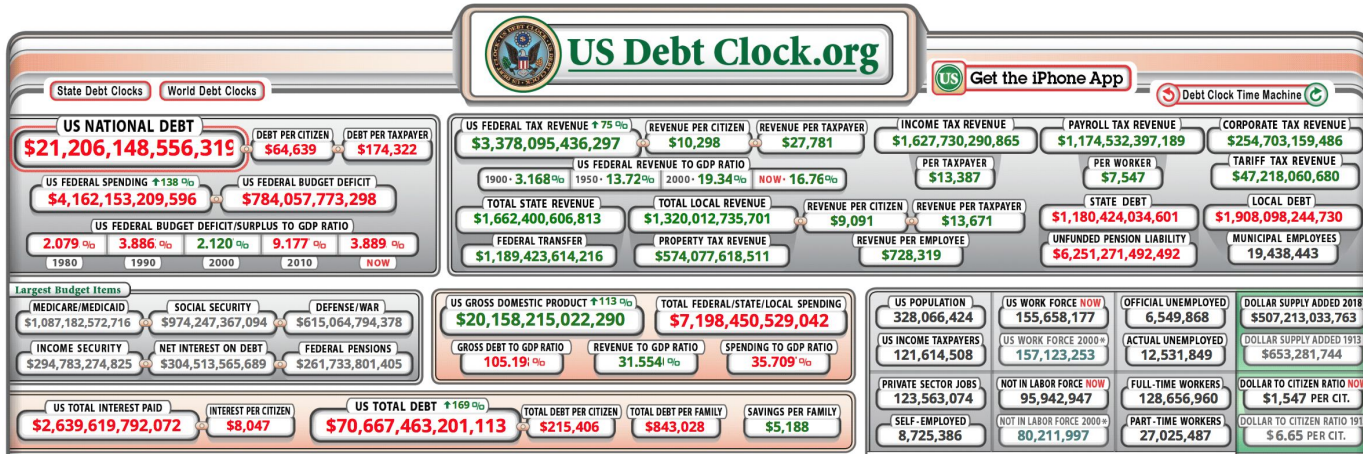 US Debt Clock.org
State Debt Clocks World Debt Clocks
US Get the iPhone App
Debt Clock Time Machine
US NATIONAL DEBT
$21,206,148,556,319
DEBT PER CITIZEN
$64,639
DEBT PER TAXPAYER
$174,322
US FEDERAL SPENDING ↑138 %
$4,162,153,209,596
US FEDERAL BUDGET DEFICIT
$784,057,773,298
US FEDERAL BUDGET DEFICIT/SURPLUS TO GDP RATIO
2.079 % 3.886 % 2.120 % 9.177 % 3.889 %
1980 1990 2000 2010 NOW
US FEDERAL TAX REVENUE ↑75 %
$3,378,095,436,297
REVENUE PER CITIZEN
$10,298
REVENUE PER TAXPAYER
$27,781
INCOME TAX REVENUE
$1,627,730,290,865
PAYROLL TAX REVENUE
$1,174,532,397,189
CORPORATE TAX REVENUE
$254,703,159,486
US FEDERAL REVENUE TO GDP RATIO
1900 · 3.168% 1950 · 13.72% 2000 · 19.34% NOW · 16.76%
PER TAXPAYER
$13,387
PER WORKER
$7,547
TARIFF TAX REVENUE
$47,218,060,680
TOTAL STATE REVENUE
$1,662,400,606,813
TOTAL LOCAL REVENUE
$1,320,012,735,701
REVENUE PER CITIZEN
$9,091
REVENUE PER TAXPAYER
$13,671
STATE DEBT
$1,180,424,034,601
LOCAL DEBT
$1,908,098,244,730
FEDERAL TRANSFER
$1,189,423,614,216
PROPERTY TAX REVENUE
$574,077,618,511
REVENUE PER EMPLOYEE
$728,319
UNFUNDED PENSION LIABILITY
$6,251,271,492,492
MUNICIPAL EMPLOYEES
19,438,443
Largest Budget Items
MEDICARE/MEDICAID
$1,087,182,572,716
SOCIAL SECURITY
$974,247,367,094
DEFENSE/WAR
$615,064,794,378
INCOME SECURITY
$294,783,274,825
NET INTEREST ON DEBT
$304,513,565,689
FEDERAL PENSIONS
$261,733,801,405
US GROSS DOMESTIC PRODUCT ↑113 %
$20,158,215,022,290
TOTAL FEDERAL/STATE/LOCAL SPENDING
$7,198,450,529,042
GROSS DEBT TO GDP RATIO
105.19 %
REVENUE TO GDP RATIO
31.554 %
SPENDING TO GDP RATIO
35.709 %
US TOTAL INTEREST PAID
$2,639,619,792,072
INTEREST PER CITIZEN
$8,047
US TOTAL DEBT ↑169 %
$70,667,463,201,113
TOTAL DEBT PER CITIZEN
$215,406
TOTAL DEBT PER FAMILY
$843,028
SAVINGS PER FAMILY
$5,188
US POPULATION
328,066,424
US WORK FORCE NOW
155,658,177
OFFICIAL UNEMPLOYED
6,549,868
DOLLAR SUPPLY ADDED 2018
$507,213,033,763
US INCOME TAXPAYERS
121,614,508
US WORK FORCE 2000*
157,123,253
ACTUAL UNEMPLOYED
12,531,849
DOLLAR SUPPLY ADDED 1913
$653,281,744
PRIVATE SECTOR JOBS
123,563,074
NOT IN LABOR FORCE NOW
95,942,947
FULL-TIME WORKERS
128,656,960
DOLLAR TO CITIZEN RATIO NOW
$1,547 PER CIT.
SELF-EMPLOYED
8,725,386
NOT IN LABOR FORCE 2000*
80,211,997
PART-TIME WORKERS
27,025,487
DOLLAR TO CITIZEN RATIO 191
$6.65 PER CIT.